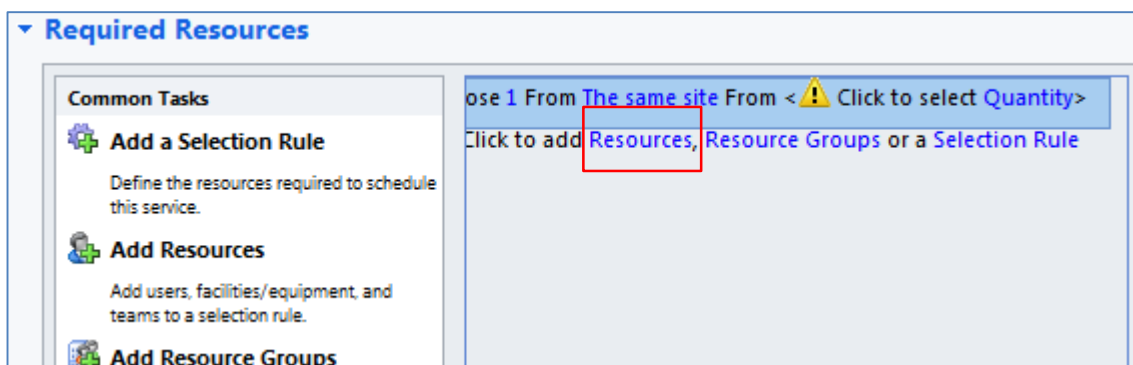 Required Resources
Common Tasks
Add a Selection Rule
Define the resources required to schedule
this service.
Add Resources
Add users, facilities/equipment, and
teams to a selection rule.
Add Resource Groups
ose 1 From The same site From < Click to select Quantity>
Click to add Resources, Resource Groups or a Selection Rule